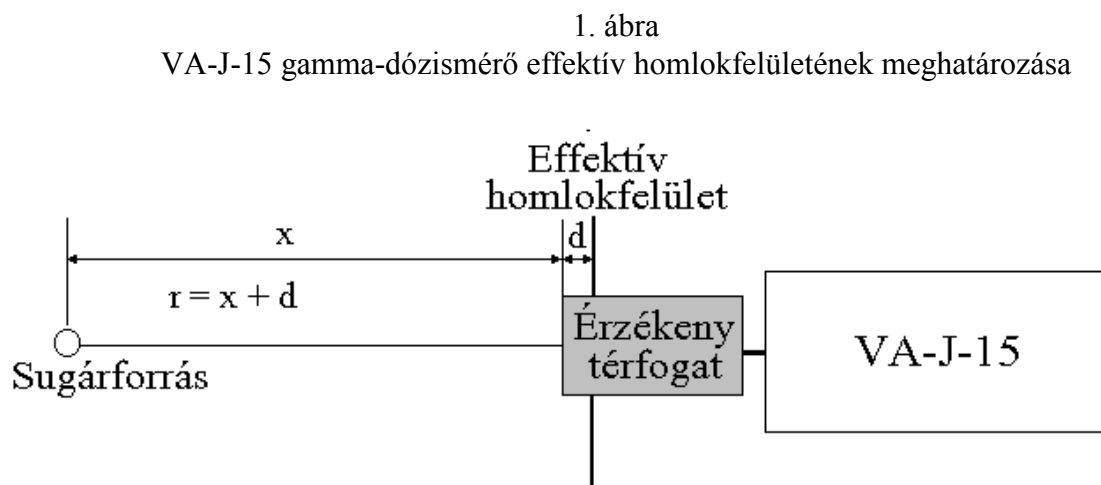 1. ábra
VA-J-15 gamma-dózismérő effektív homlokfelületének meghatározása
Effektív
homlokfelület
x
d
r = x + d
Érzékeny
térfogat
VA-J-15
Sugárforrás